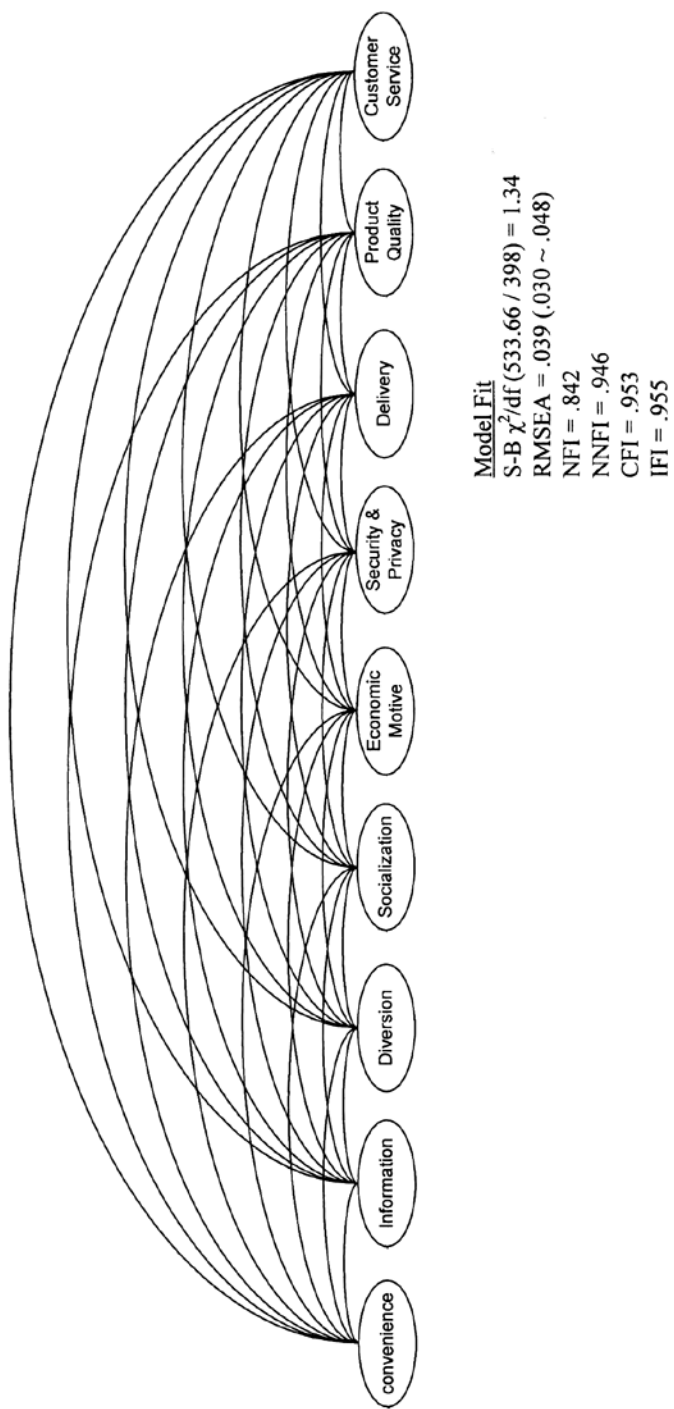 convenience
Information
Diversion
Socialization
Economic
Motive
Security &
Privacy
Delivery
Product
Quality
Customer
Service
Model Fit
S-B χ²/df (533.66 / 398) = 1.34
RMSEA = .039 (.030 ~ .048)
NFI = .842
NNFI = .946
CFI = .953
IFI = .955